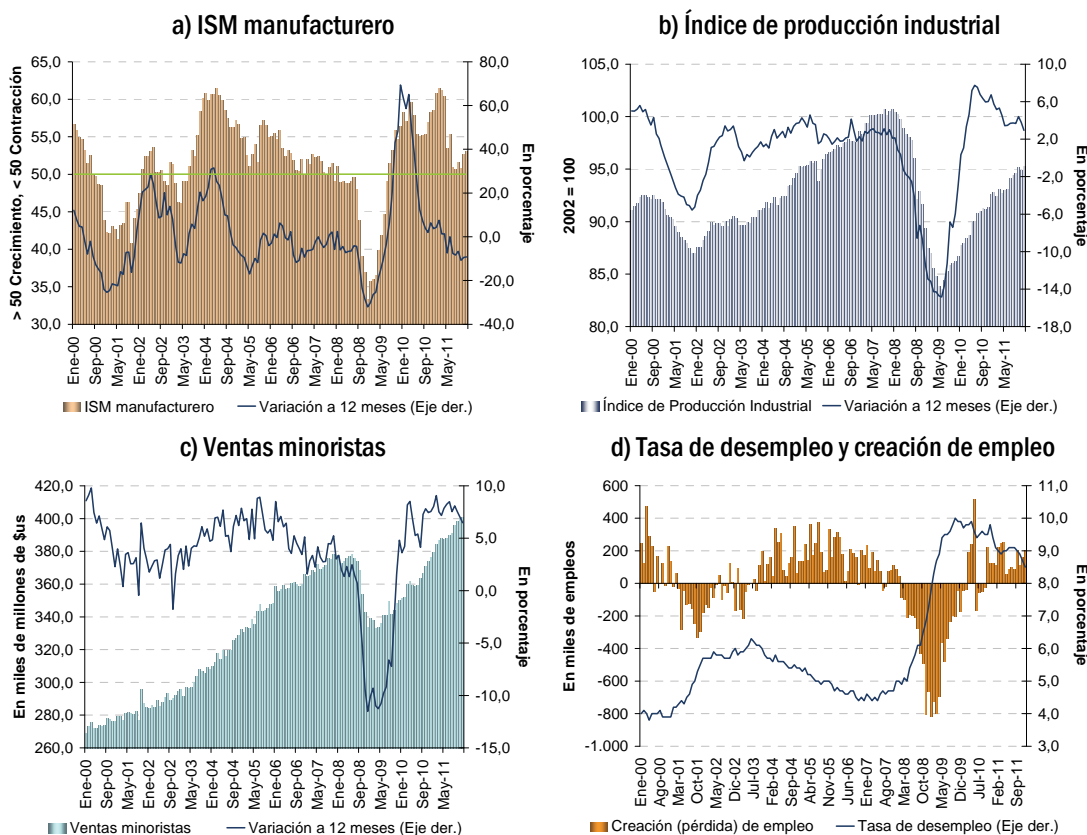 a) ISM manufacturero
> 50 Crecimiento, < 50 Contracción
65,0
60,0
55,0
50,0
45,0
40,0
35,0
30,0
80,0
60,0
40,0
20,0
0,0
-20,0
-40,0
En porcentaje
Ene-00
Sep-00
May-01
Ene-02
Sep-02
May-03
Ene-04
Sep-04
May-05
Ene-06
Sep-06
May-07
Ene-08
Sep-08
May-09
Ene-10
Sep-10
May-11
ISM manufacturero
Variación a 12 meses (Eje der.)
b) Índice de producción industrial
2002 = 100
105,0
100,0
95,0
90,0
85,0
80,0
10,0
6,0
2,0
-2,0
-6,0
-10,0
-14,0
-18,0
En porcentaje
Ene-00
Sep-00
May-01
Ene-02
Sep-02
May-03
Ene-04
Sep-04
May-05
Ene-06
Sep-06
May-07
Ene-08
Sep-08
May-09
Ene-10
Sep-10
May-11
Índice de Producción Industrial
Variación a 12 meses (Eje der.)
c) Ventas minoristas
En miles de millones de $us
420,0
400,0
380,0
360,0
340,0
320,0
300,0
280,0
260,0
10,0
5,0
0,0
-5,0
-10,0
-15,0
En porcentaje
Ene-00
Sep-00
May-01
Ene-02
Sep-02
May-03
Ene-04
Sep-04
May-05
Ene-06
Sep-06
May-07
Ene-08
Sep-08
May-09
Ene-10
Sep-10
May-11
Ventas minoristas
Variación a 12 meses (Eje der.)
d) Tasa de desempleo y creación de empleo
En miles de empleos
600
400
200
0
-200
-400
-600
-800
-1.000
11,0
10,0
9,0
8,0
7,0
6,0
5,0
4,0
3,0
En porcentaje
Ene-00
Ago-00
Mar-01
Oct-01
May-02
Dic-02
Jul-03
Feb-04
Sep-04
Abr-05
Nov-05
Jun-06
Ene-07
Ago-07
Mar-08
Oct-08
May-09
Dic-09
Jul-10
Feb-11
Sep-11
Creación (pérdida) de empleo
Tasa de desempleo (Eje der.)